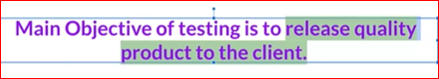 Main Objective of testing is to release quality
product to the client.